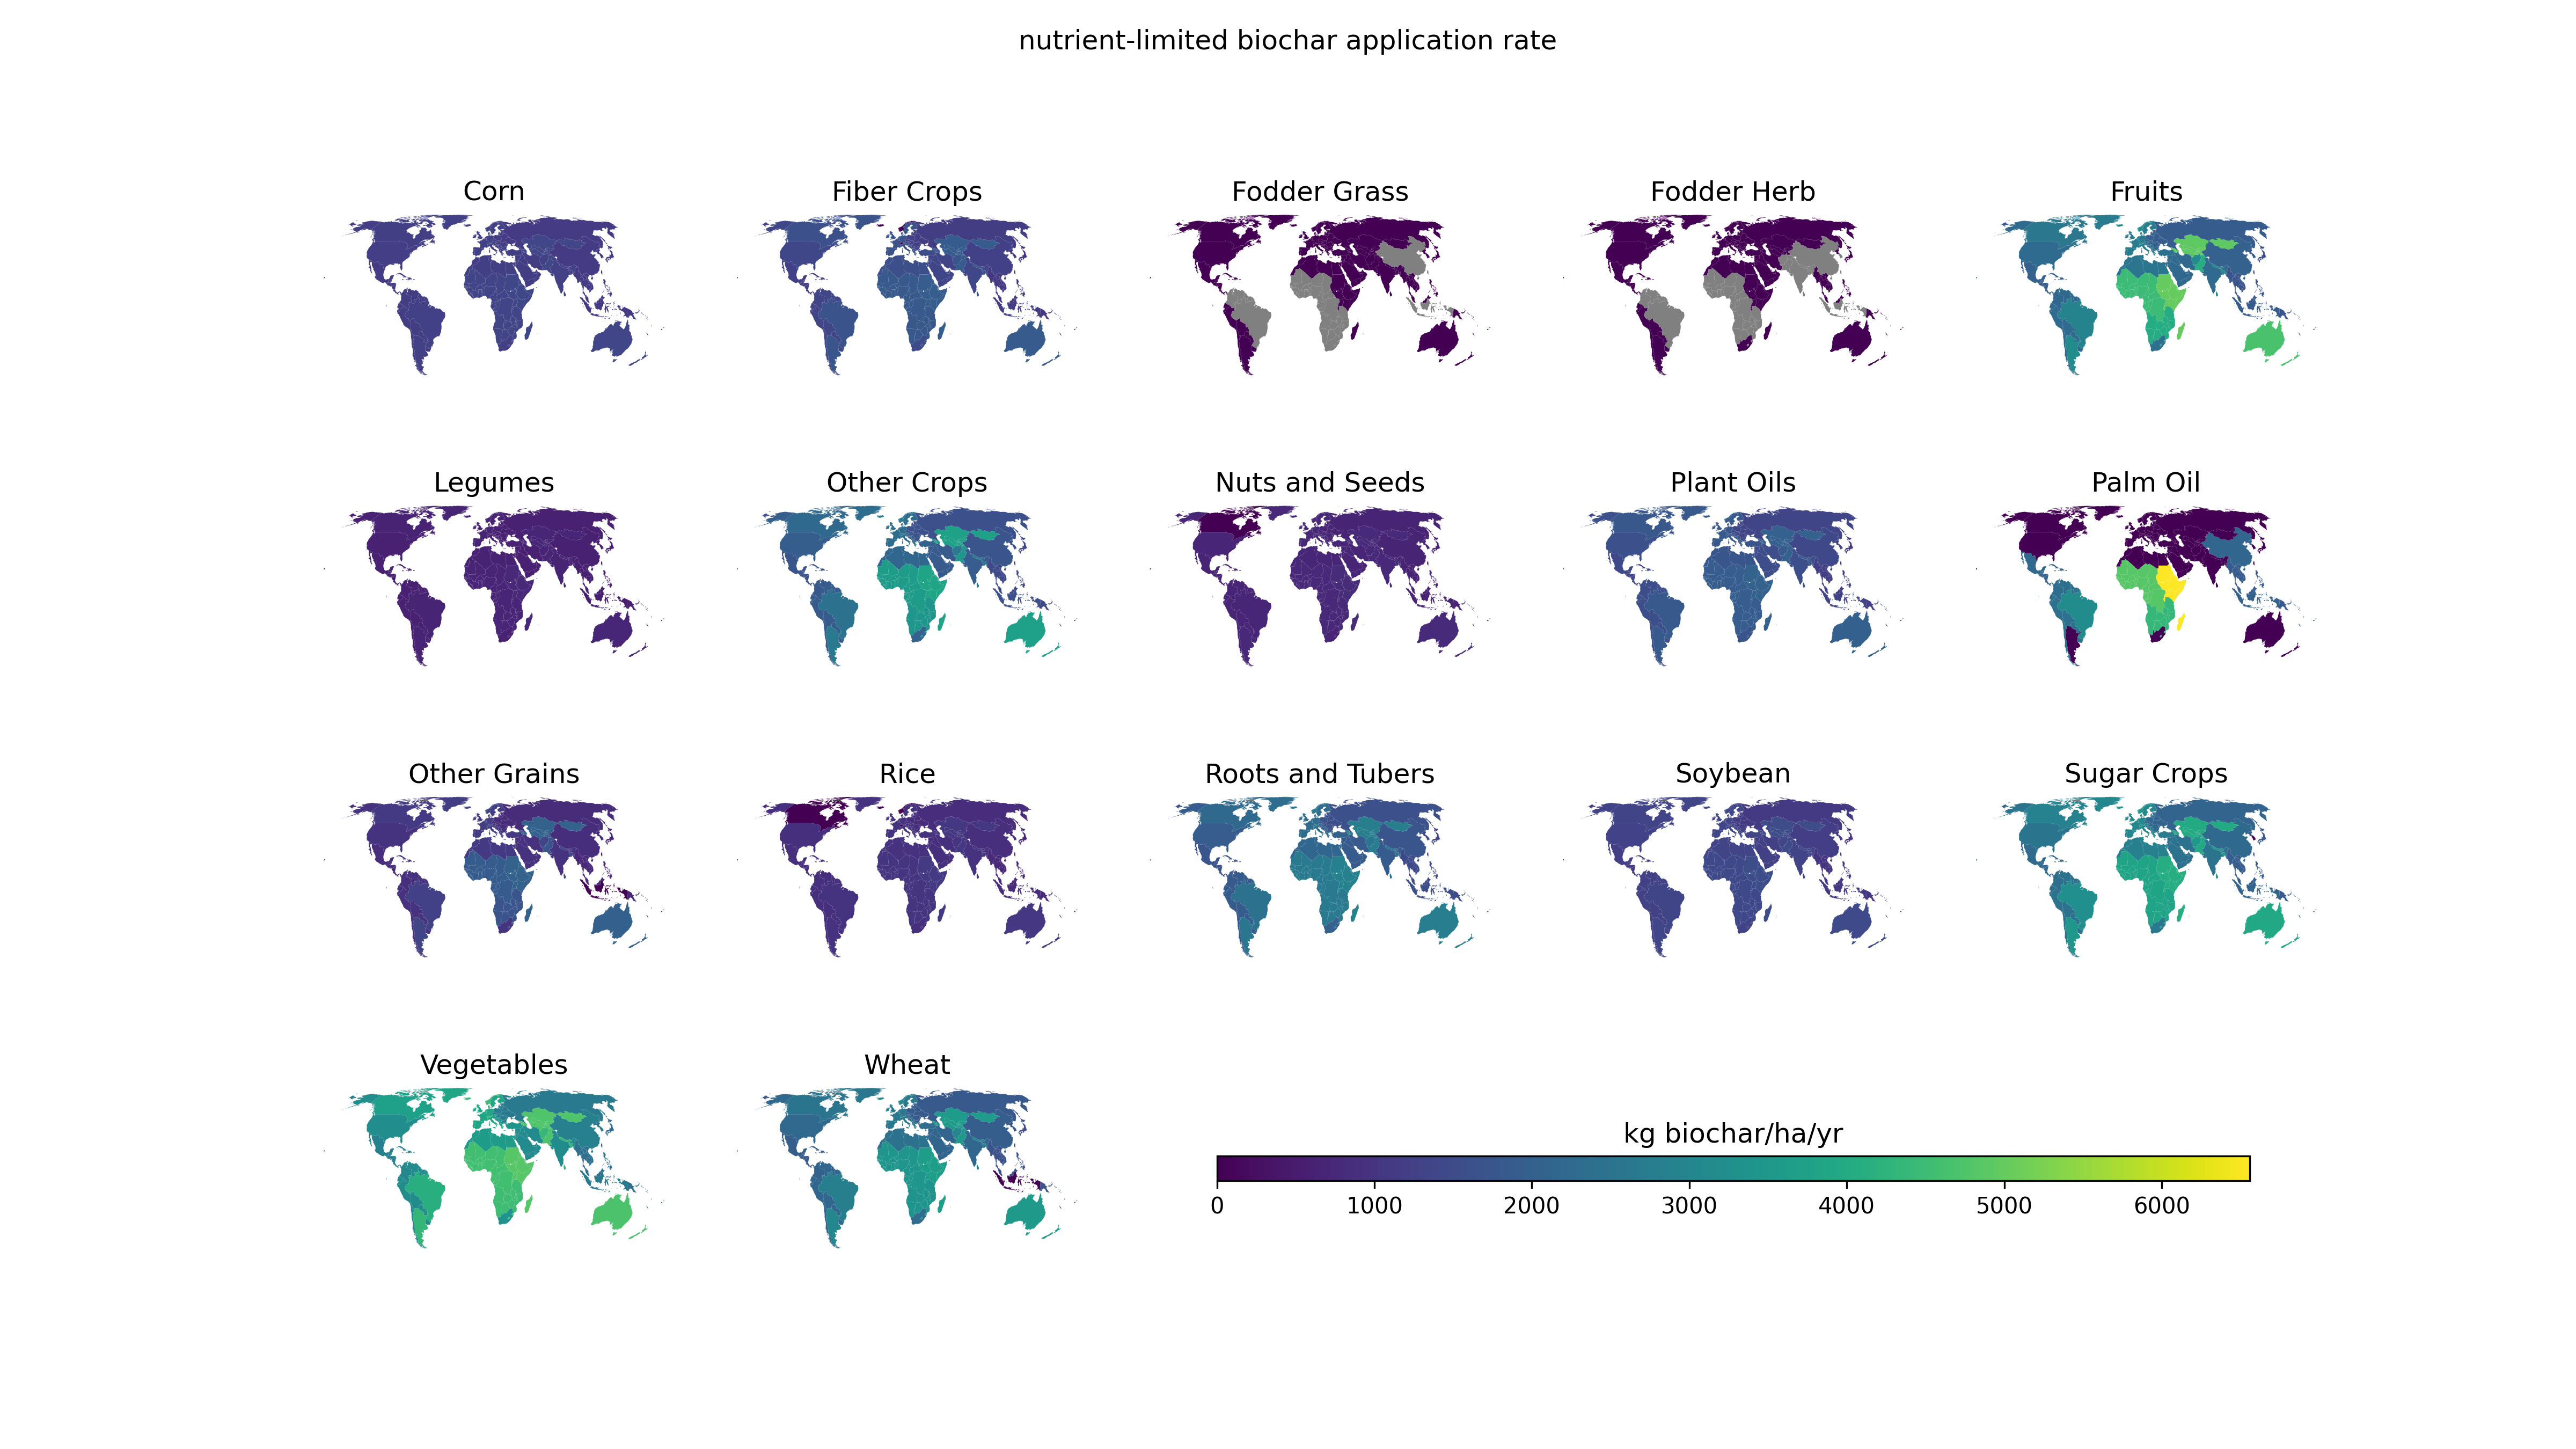 nutrient-limited biochar application rate
Corn
Fiber Crops
Fodder Grass
Fodder Herb
Fruits
Legumes
Other Crops
Nuts and Seeds
Plant Oils
Palm Oil
Other Grains
Rice
Roots and Tubers
Soybean
Sugar Crops
Vegetables
Wheat
kg biochar/ha/yr
0 1000 2000 3000 4000 5000 6000